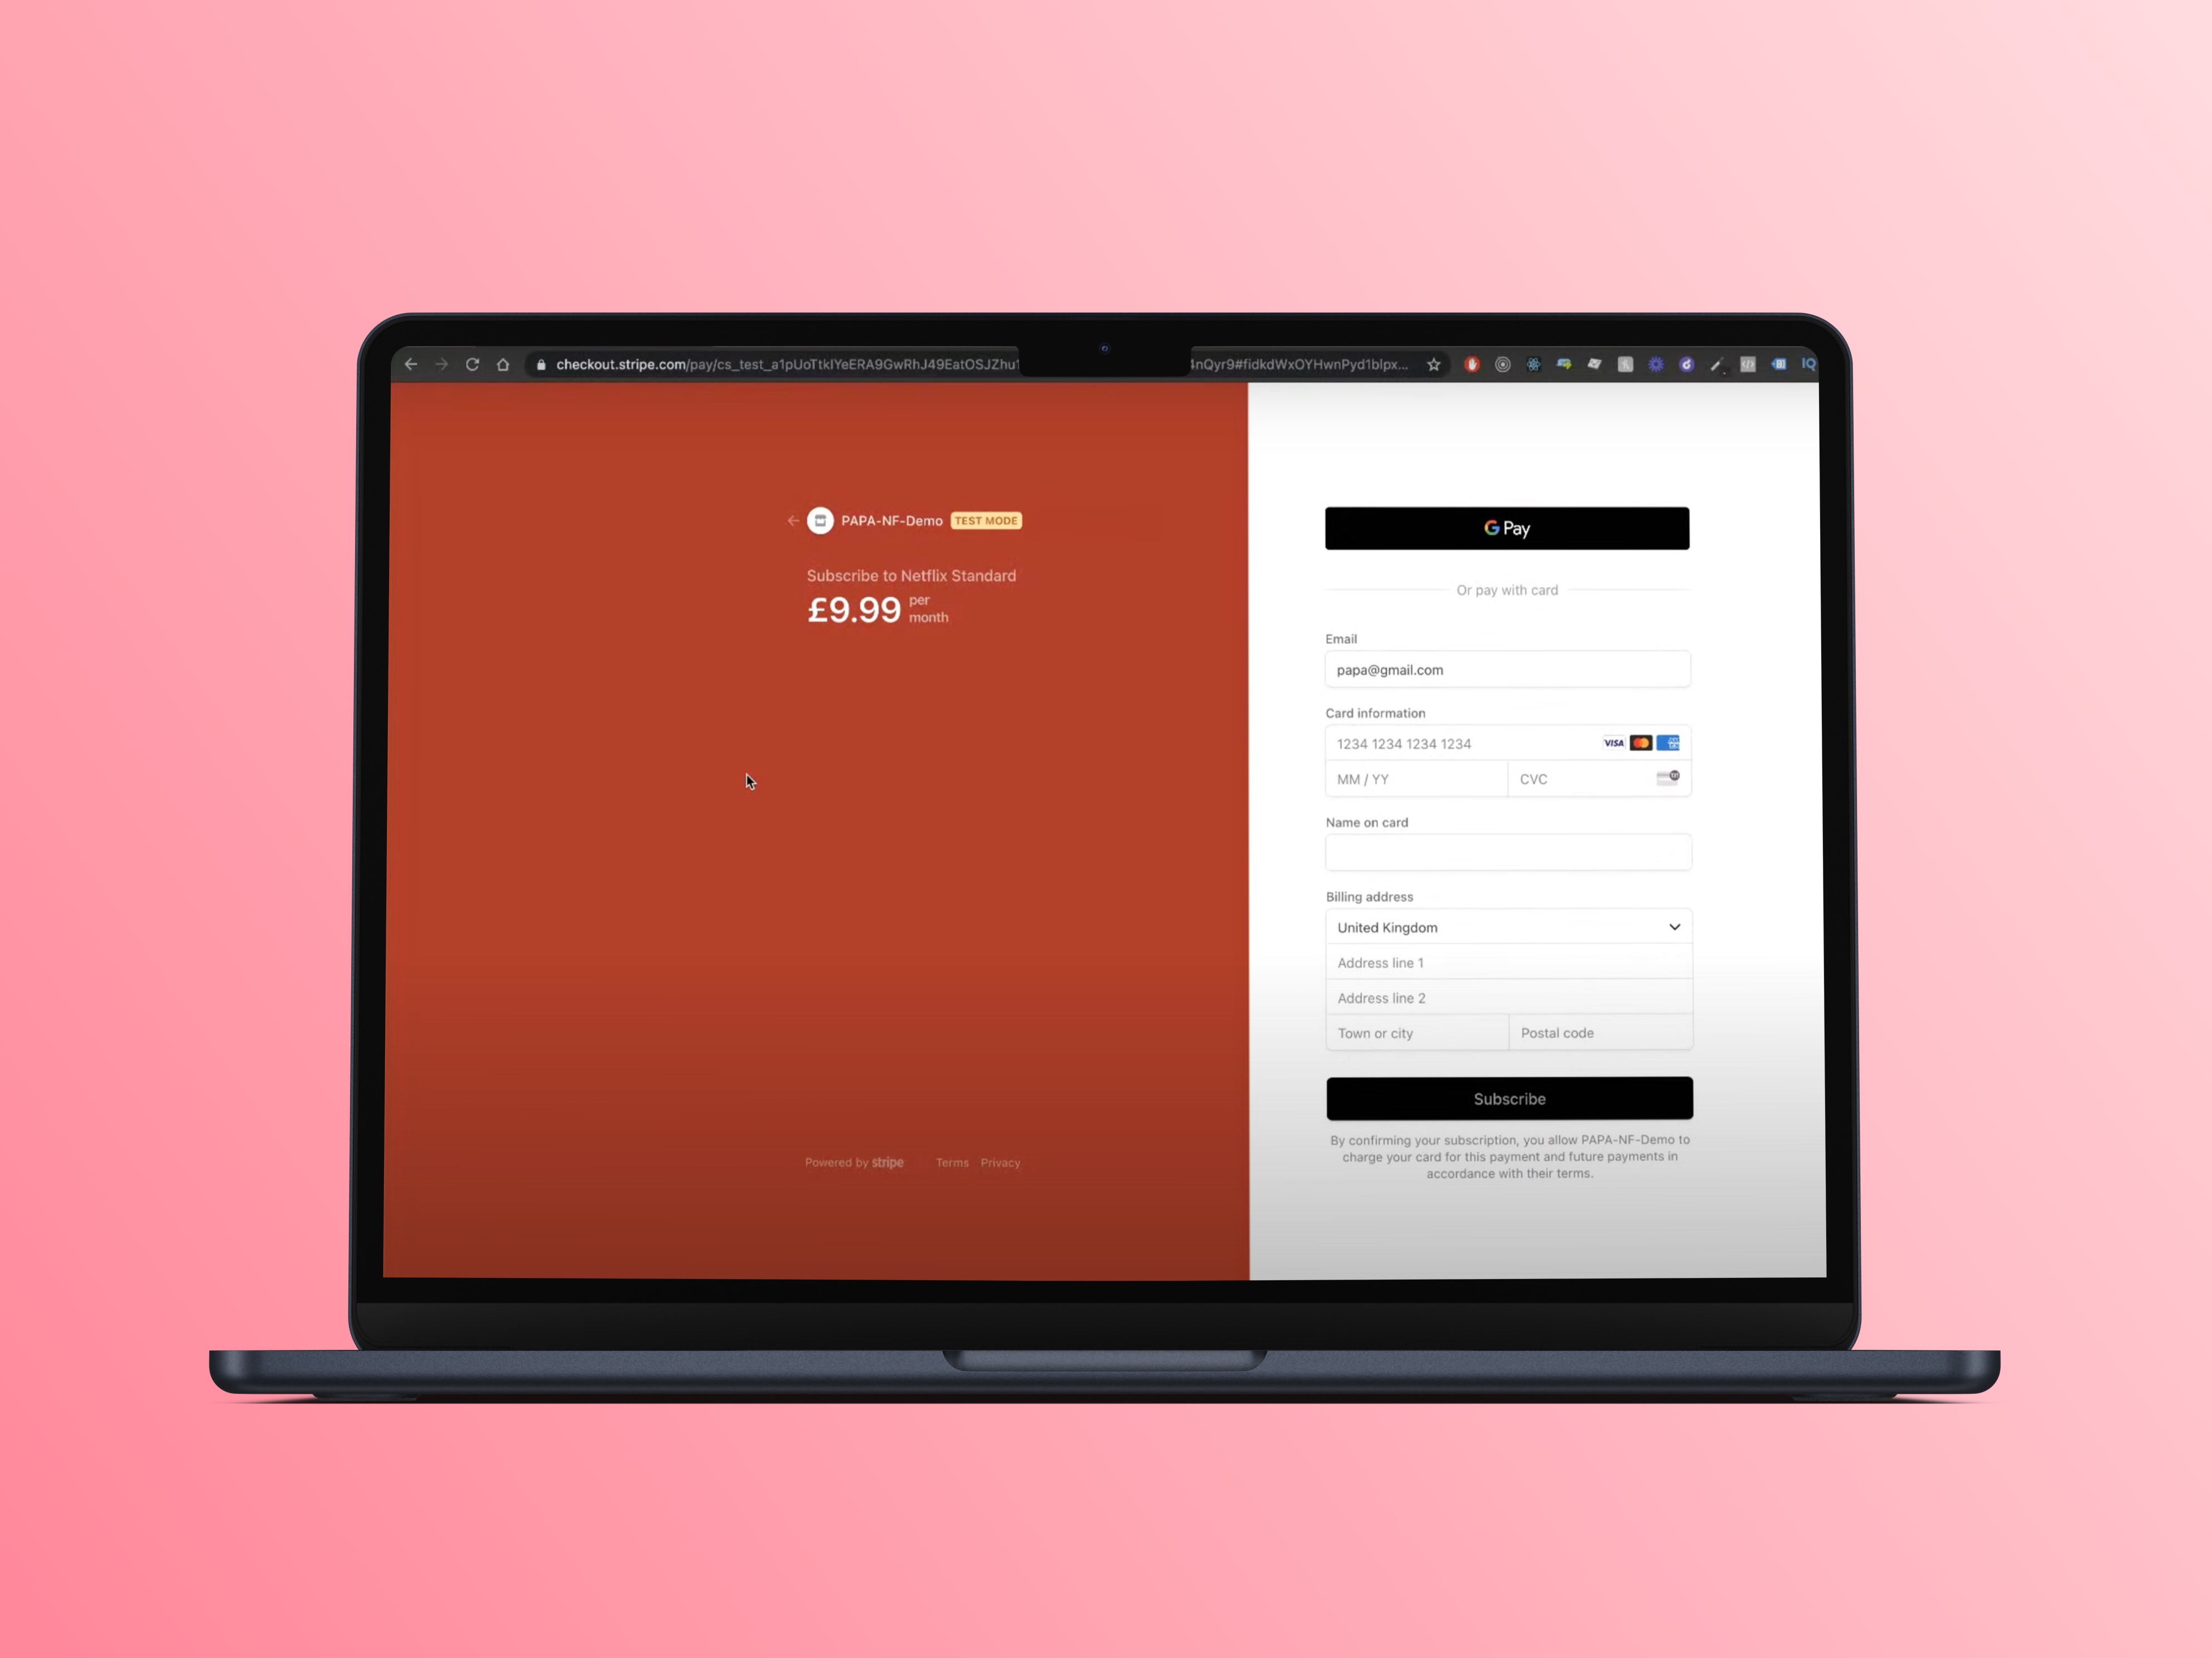 checkout.stripe.com/pay/cs_test_a1pUoTtkIYeERA9GwRhJ49EatOSJZhu 4nQyr9#fidkdWxOYHwnPyd1blpx...
IQ
PAPA-NF-Demo TEST MODE
Subscribe to Netflix Standard
£9.99 per month
Powered by stripe Terms Privacy
G Pay
Or pay with card
Email
papa@gmail.com
Card information
1234 1234 1234 1234 VISA
MM / YY CVC
Name on card
Billing address
United Kingdom
Address line 1
Address line 2
Town or city Postal code
Subscribe
By confirming your subscription, you allow PAPA-NF-Demo to
charge your card for this payment and future payments in
accordance with their terms.